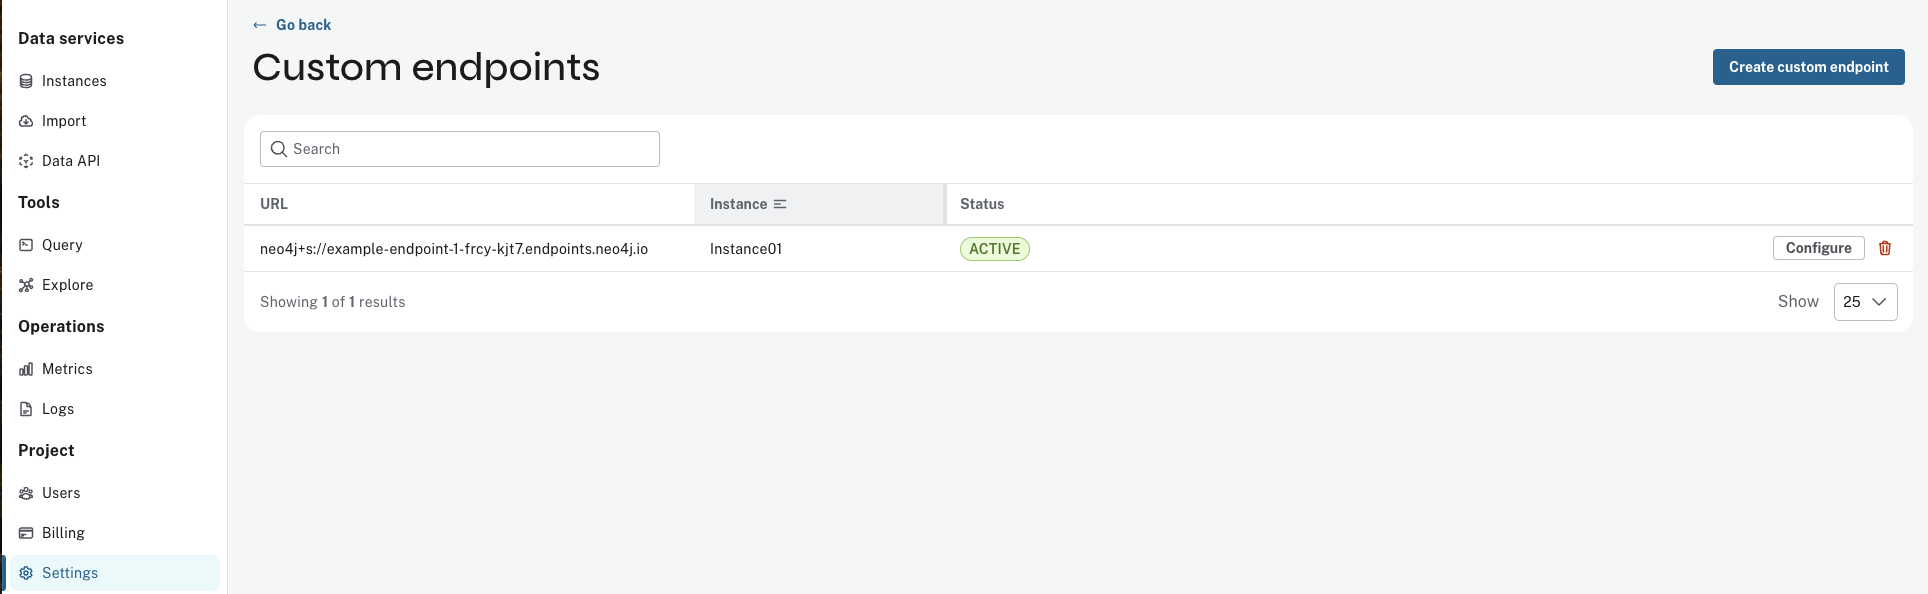 Data services
Instances
Import
Data API
Tools
Query
Explore
Operations
Metrics
Logs
Project
Users
Billing
Settings
Go back
Custom endpoints
Create custom endpoint
Search
URL Instance Status
neo4j+s://example-endpoint-1-frcy-kjt7.endpoints.neo4j.io Instance01 ACTIVE Configure
Showing 1 of 1 results Show 25